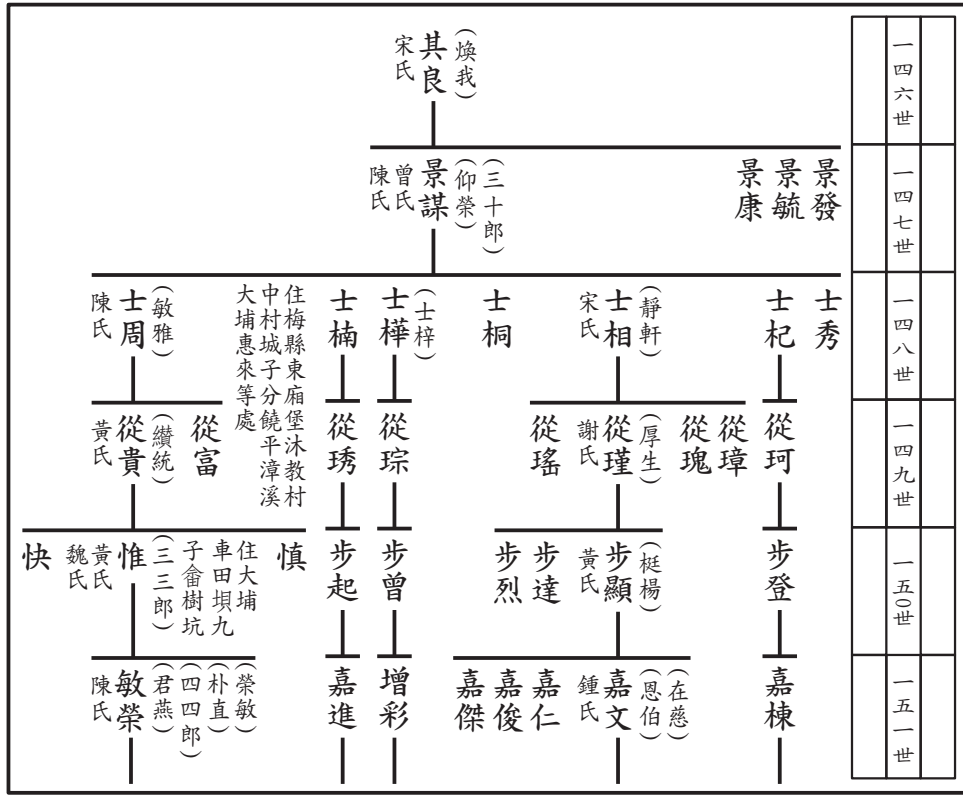 一四六世
(煥我)
其良
宋氏
一四七世
景發
景毓
景康
(三十郎)
(仰榮)
景謀
曾氏
陳氏
一四八世
士秀
士杞
(靜軒)
士相
宋氏
士桐
(士梓)
士樺
士楠
住梅縣東廂堡沐教村
中村城子分饒平漳溪
大埔惠來等處
(敏雅)
士周
陳氏
一四九世
從珂
從璋
從瑰
(厚生)
從瑾
謝氏
從瑤
從琮
從琇
從富
(纘統)
從貴
黃氏
一五0世
步登
(梃楊)
步顯
黃氏
步達
步烈
步曾
步起
慎
住大埔
車田垻九
子畲樹坑
(三三郎)
惟
黃氏
魏氏
快
一五一世
嘉棟
(在慈)
(恩伯)
嘉文
鍾氏
嘉仁
嘉俊
嘉傑
增彩
嘉進
(榮敏)
(朴直)
(四四郎)
(君燕)
敏榮
陳氏